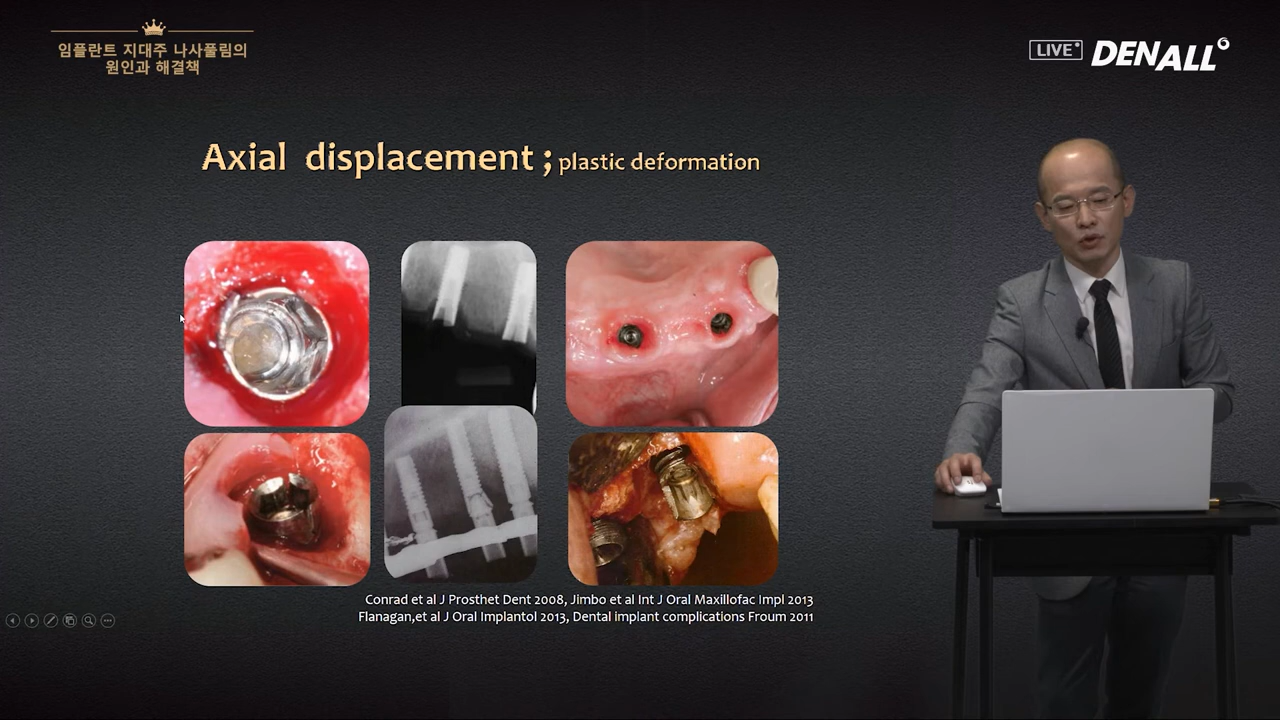 임플란트 지대주 나사풀림의
원인과 해결책
LIVE DENALL
Axial displacement ; plastic deformation
Conrad et al J Prosthet Dent 2008, Jimbo et al Int J Oral Maxillofac Impl 2013
Flanagan,et al J Oral Implantol 2013, Dental implant complications Froum 2011